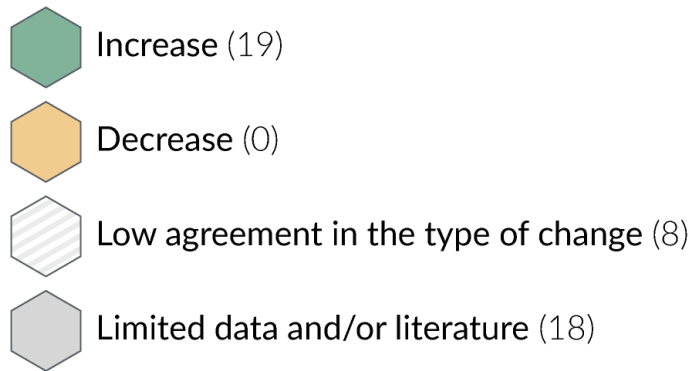 Increase (19)
Decrease (0)
Low agreement in the type of change (8)
Limited data and/or literature (18)